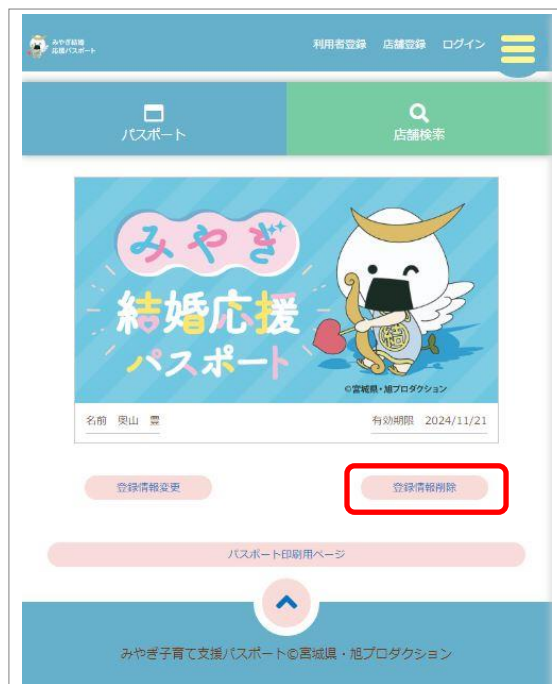 みやぎ結婚
応援パスポート
利用者登録 店舗登録 ログイン
パスポート
店舗検索
みやぎ
結婚応援
パスポート
結
©宮城県・旭プロダクション
名前 奥山 豊
有効期限 2024/11/21
登録情報変更
登録情報削除
パスポート印刷用ページ
みやぎ子育て支援パスポート©宮城県・旭プロダクション